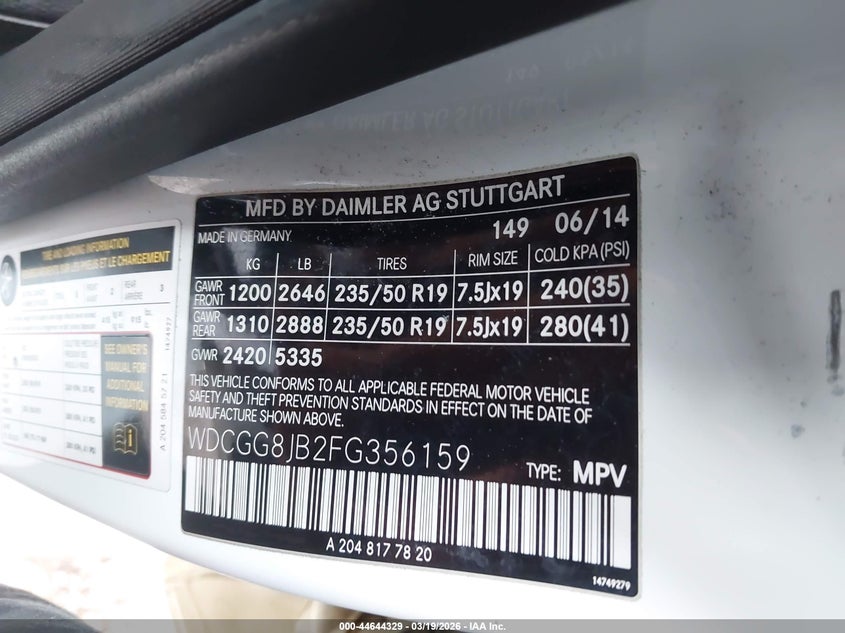 MFD BY DAIMLER AG STUTTGART
MADE IN GERMANY 149 06/14
KG LB TIRES RIM SIZE COLD KPA(PSI)
GAWR FRONT 1200 2646 235/50 R19 7.5Jx19 240(35)
GAWR REAR 1310 2888 235/50 R19 7.5Jx19 280(41)
GVWR 2420 5335
THIS VEHICLE CONFORMS TO ALL APPLICABLE FEDERAL MOTOR VEHICLE
SAFETY AND THEFT PREVENTION STANDARDS IN EFFECT ON THE DATE OF
MANUFACTURE SHOWN ABOVE.
WDCGG8JB2FG356159
TYPE: MPV
A 204 817 78 20
14749279
TIRE AND LOADING INFORMATION
SEE OWNER'S
MANUAL FOR
ADDITIONAL
INFORMATION
A 204 584 57 21
000-44644329 - 03/19/2026 - IAA Inc.